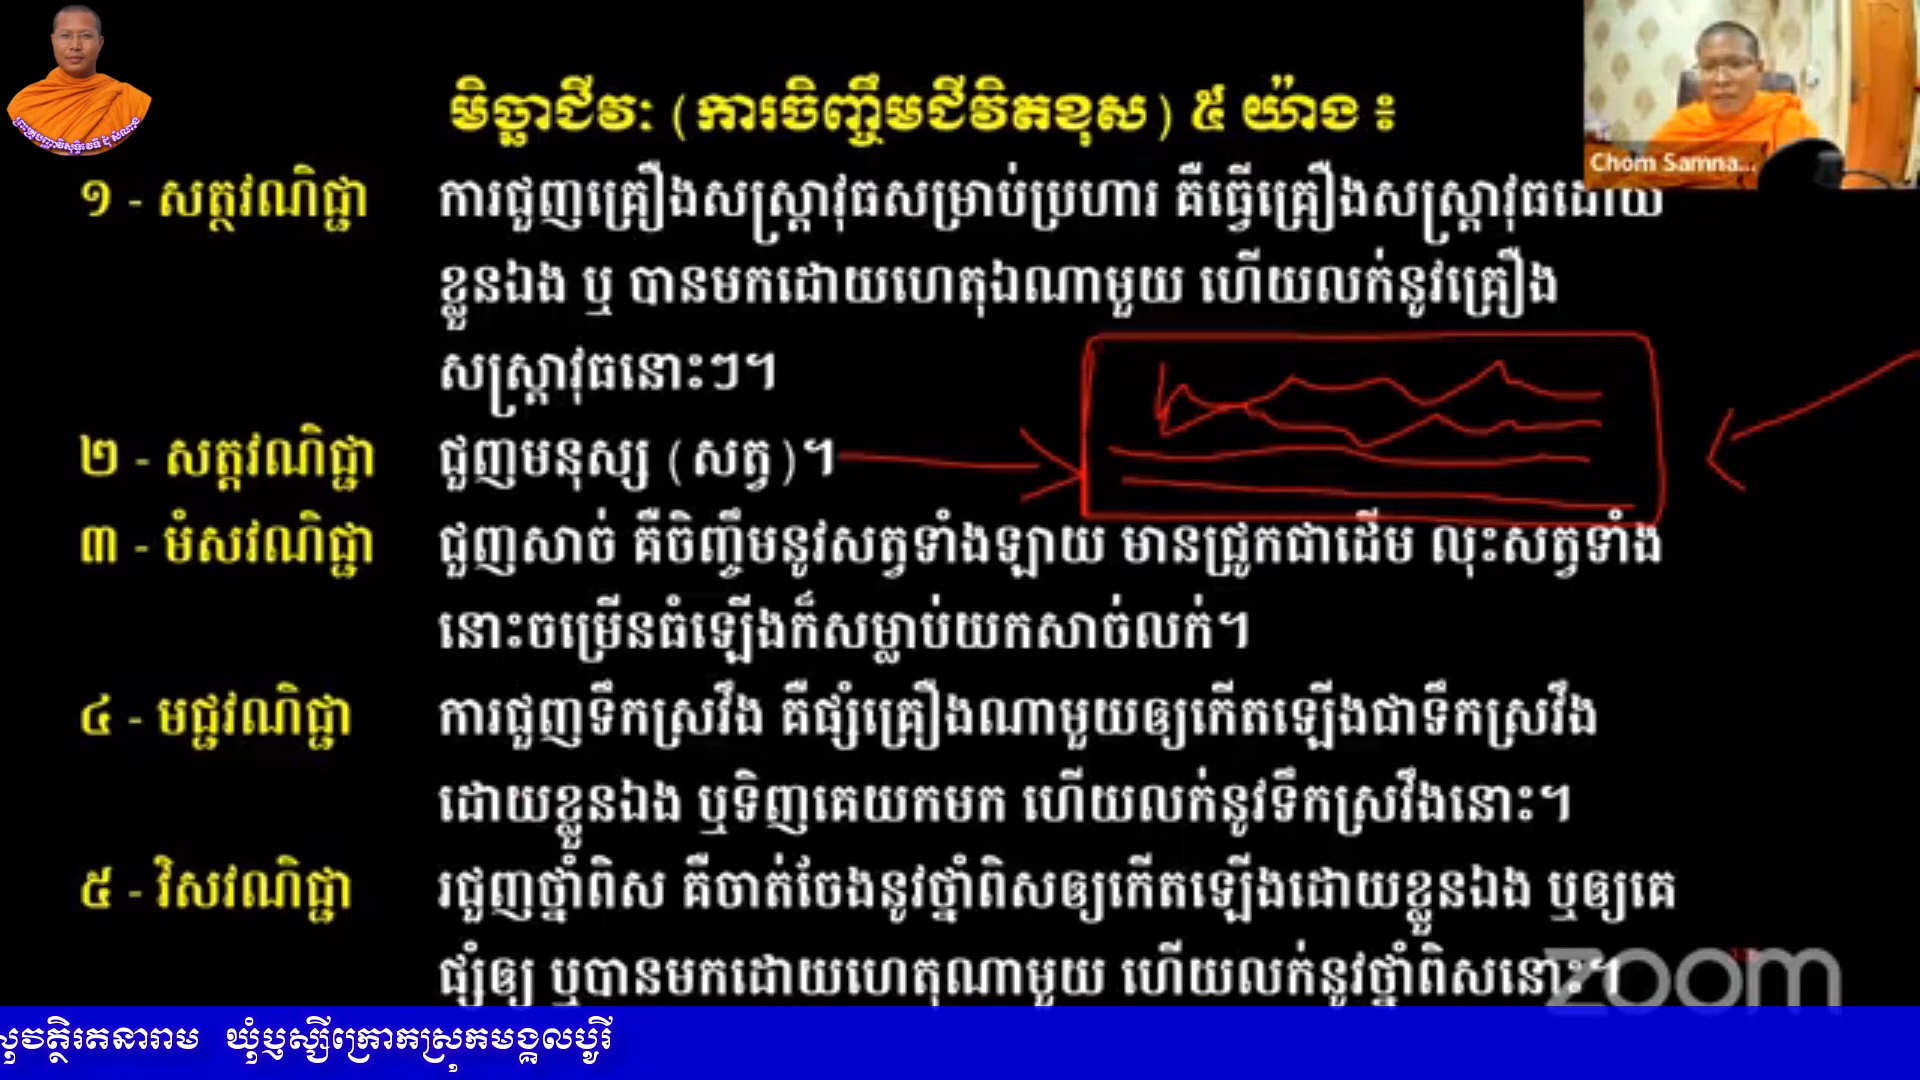 មិច្ឆាជីវៈ (ការចិញ្ចឹមជីវិតខុស) ៥ យ៉ាង ៖
Chom Samna...
១ - សត្ថវណិជ្ជា ការជួញគ្រឿងសស្ត្រាវុធសម្រាប់ប្រហារ គឺធ្វើគ្រឿងសស្ត្រាវុធដោយ
ខ្លួនឯង ឬ បានមកដោយហេតុឯណាមួយ ហើយលក់នូវគ្រឿង
សស្ត្រាវុធនោះៗ។
២ - សត្តវណិជ្ជា ជួញមនុស្ស (សត្វ)។
៣ - មំសវណិជ្ជា ជួញសាច់ គឺចិញ្ចឹមនូវសត្វទាំងឡាយ មានជ្រូកជាដើម លុះសត្វទាំង
នោះចម្រើនធំឡើងក៏សម្លាប់យកសាច់លក់។
៤ - មជ្ជវណិជ្ជា ការជួញទឹកស្រវឹង គឺផ្សំគ្រឿងណាមួយឲ្យកើតឡើងជាទឹកស្រវឹង
ដោយខ្លួនឯង ឬទិញគេយកមក ហើយលក់នូវទឹកស្រវឹងនោះ។
៥ - វិសវណិជ្ជា រជួញថ្នាំពិស គឺចាត់ចែងនូវថ្នាំពិសឲ្យកើតឡើងដោយខ្លួនឯង ឬឲ្យគេ
ផ្សំឲ្យ ឬបានមកដោយហេតុណាមួយ ហើយលក់នូវថ្នាំពិសនោះ។
zoom
សុវត្ថិរតនារាម ឃុំឫស្សីក្រោកស្រុកមង្គលបូរី